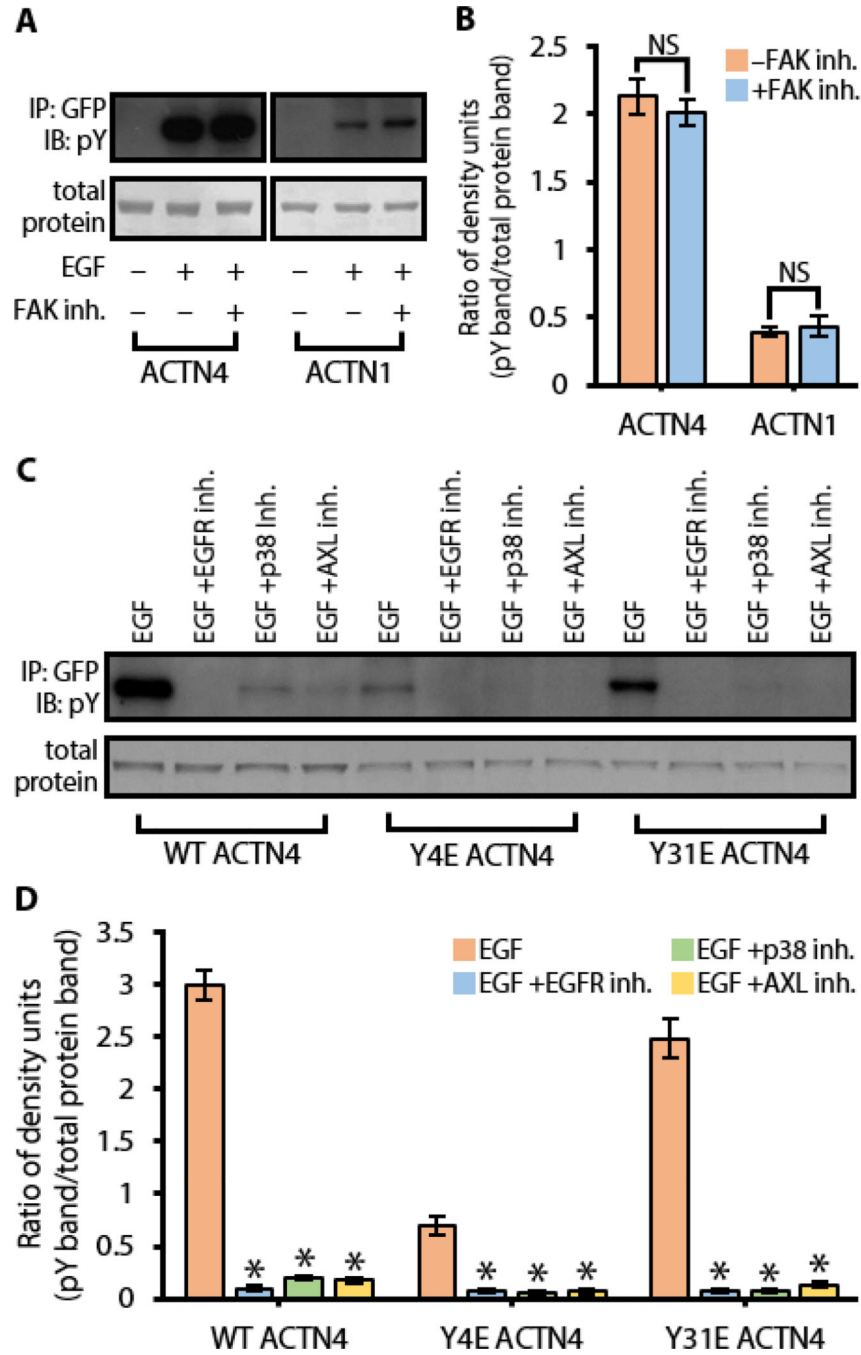 A
IP: GFP
IB: pY
total
protein
EGF – + + – + +
FAK inh. – – + – – +
ACTN4 ACTN1
B
Ratio of density units
(pY band/total protein band)
2.5
2
1.5
1
0.5
0
NS
NS
–FAK inh.
+FAK inh.
ACTN4 ACTN1
C
EGF
EGF +EGFR inh.
EGF +p38 Inh.
EGF +AXL inh.
EGF
EGF +EGFR inh.
EGF +p38 inh.
EGF +AXL inh.
EGF
EGF +EGFR inh.
EGF +p38 inh.
EGF +AXL inh.
IP: GFP
IB: pY
total
protein
WT ACTN4 Y4E ACTN4 Y31E ACTN4
D
Ratio of density units
(pY band/total protein band)
3.5
3
2.5
2
1.5
1
0.5
0
EGF EGF +p38 inh.
EGF +EGFR inh. EGF +AXL inh.
* * * * * * * * *
WT ACTN4 Y4E ACTN4 Y31E ACTN4